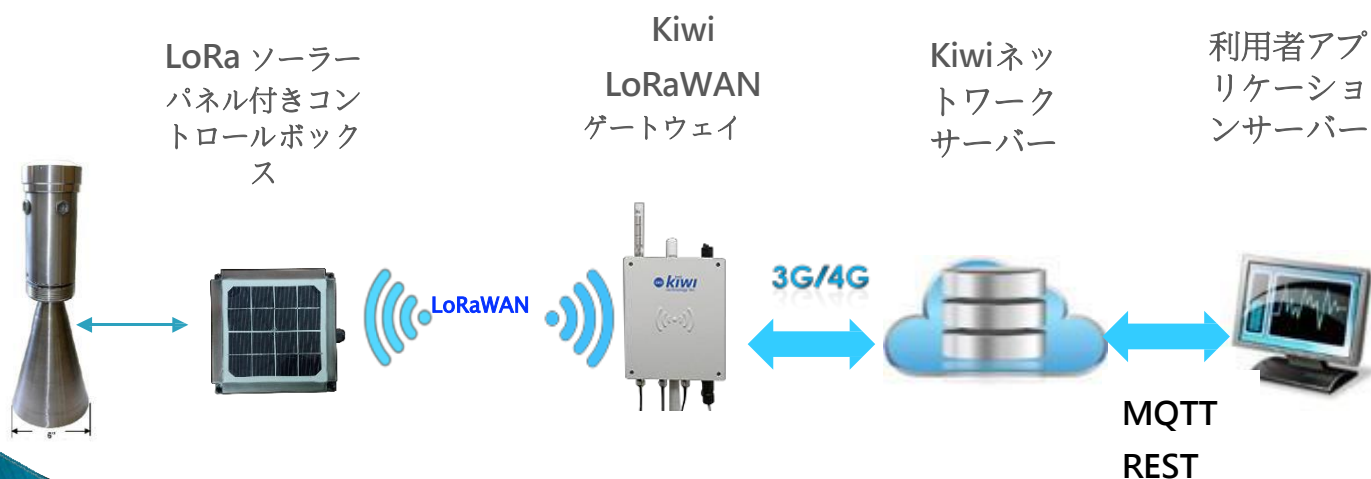 LoRa ソーラー
パネル付きコン
トロールボック
ス
Kiwi
LoRaWAN
ゲートウェイ
Kiwiネッ
トワーク
サーバー
利用者アプ
リケーショ
ンサーバー
LoRaWAN
kiwi
3G/4G
6"
MQTT
REST